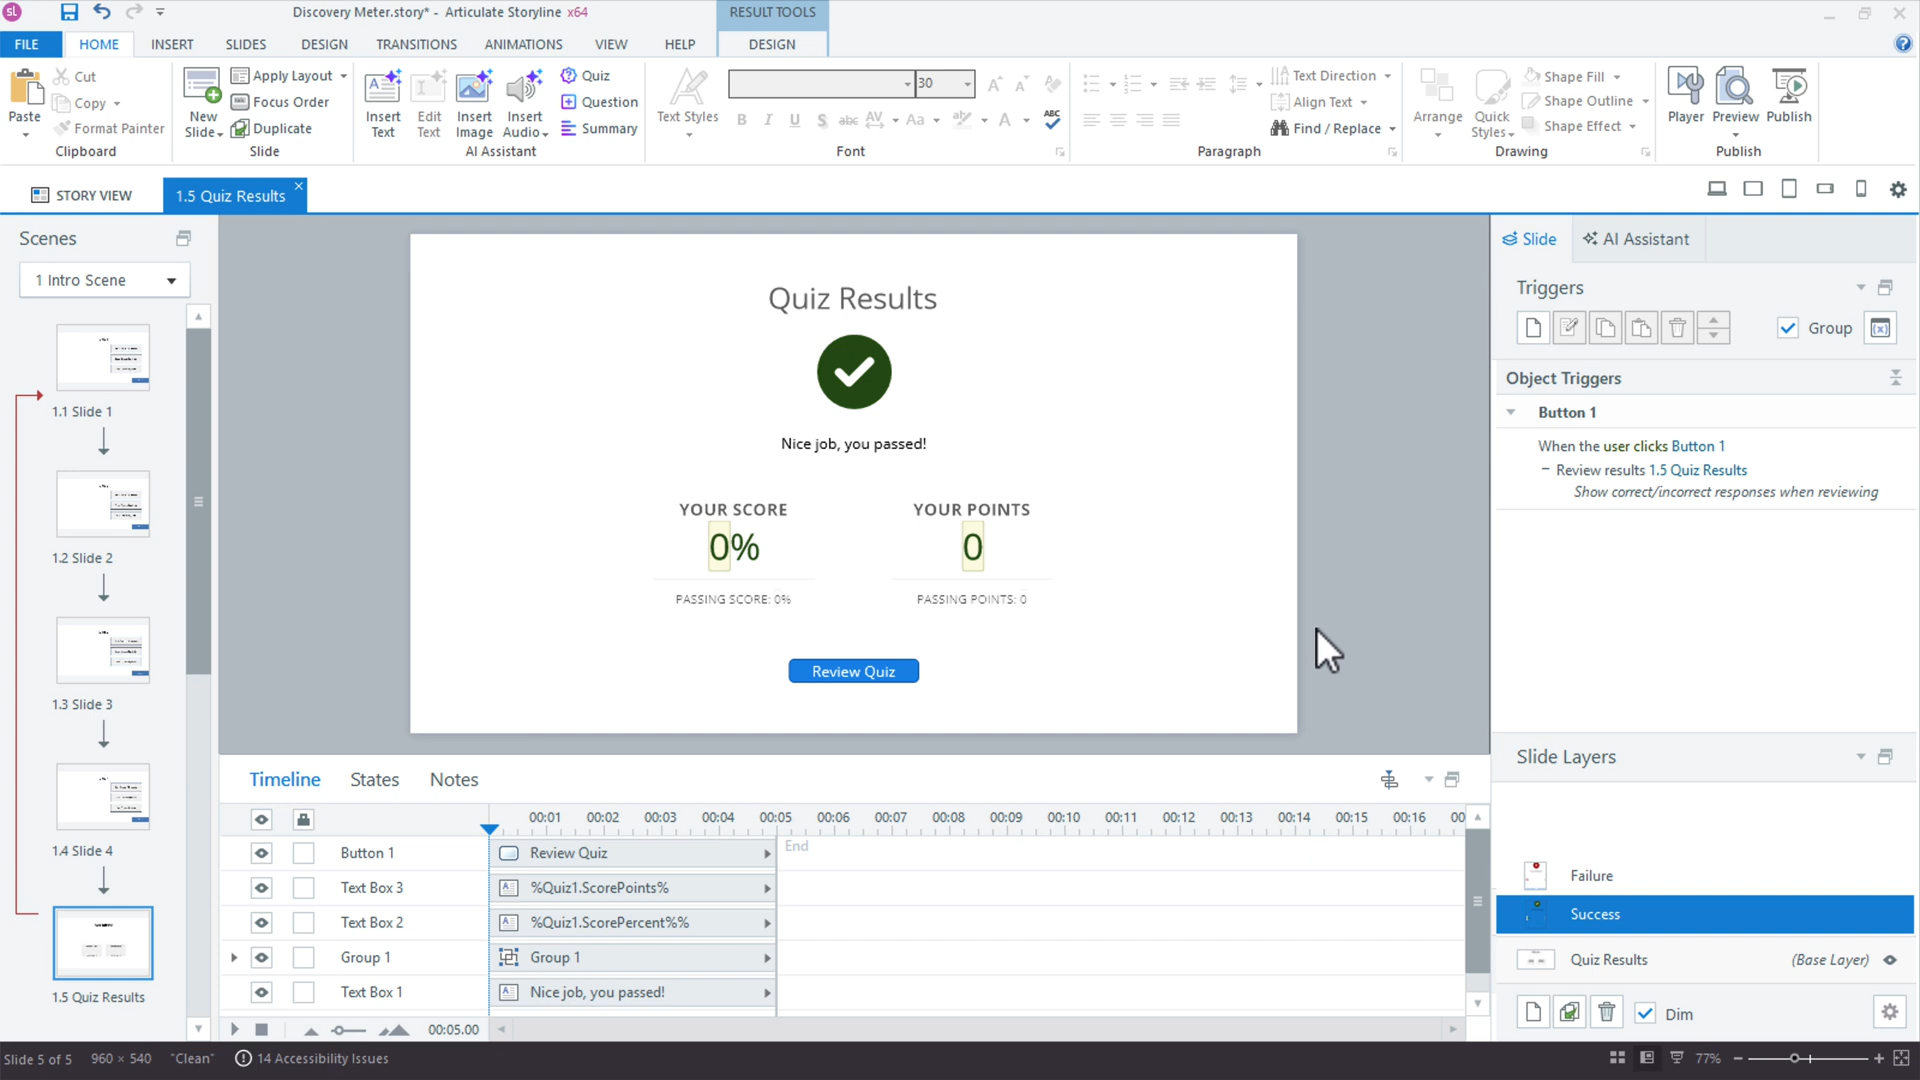 sl
Discovery Meter.story* - Articulate Storyline x64
RESULT TOOLS
FILE HOME INSERT SLIDES DESIGN TRANSITIONS ANIMATIONS VIEW HELP DESIGN
Paste
Cut
Copy
Format Painter
Clipboard
New Slide
Apply Layout
Focus Order
Duplicate
Slide
Insert Text
Edit Text
Insert Image
Insert Audio
Quiz
Question
Summary
AI Assistant
Text Styles
30
B I U S abc AV Aa A
ABC
Font
Text Direction
Align Text
Find / Replace
Paragraph
Arrange
Quick Styles
Shape Fill
Shape Outline
Shape Effect
Drawing
Player
Preview
Publish
Publish
STORY VIEW
1.5 Quiz Results
Scenes
1 Intro Scene
1.1 Slide 1
1.2 Slide 2
1.3 Slide 3
1.4 Slide 4
1.5 Quiz Results
Quiz Results
Nice job, you passed!
YOUR SCORE
0%
PASSING SCORE: 0%
YOUR POINTS
0
PASSING POINTS: 0
Review Quiz
Slide
AI Assistant
Triggers
Group
Object Triggers
Button 1
When the user clicks Button 1
– Review results 1.5 Quiz Results
Show correct/incorrect responses when reviewing
Slide Layers
Failure
Success
Quiz Results (Base Layer)
Dim
Timeline States Notes
00:01 00:02 00:03 00:04 00:05 00:06 00:07 00:08 00:09 00:10 00:11 00:12 00:13 00:14 00:15 00:16 00
End
Button 1 Review Quiz
Text Box 3 %Quiz1.ScorePoints%
Text Box 2 %Quiz1.ScorePercent%%
Group 1 Group 1
Text Box 1 Nice job, you passed!
00:05.00
Slide 5 of 5 960 × 540 "Clean" 14 Accessibility Issues
77%